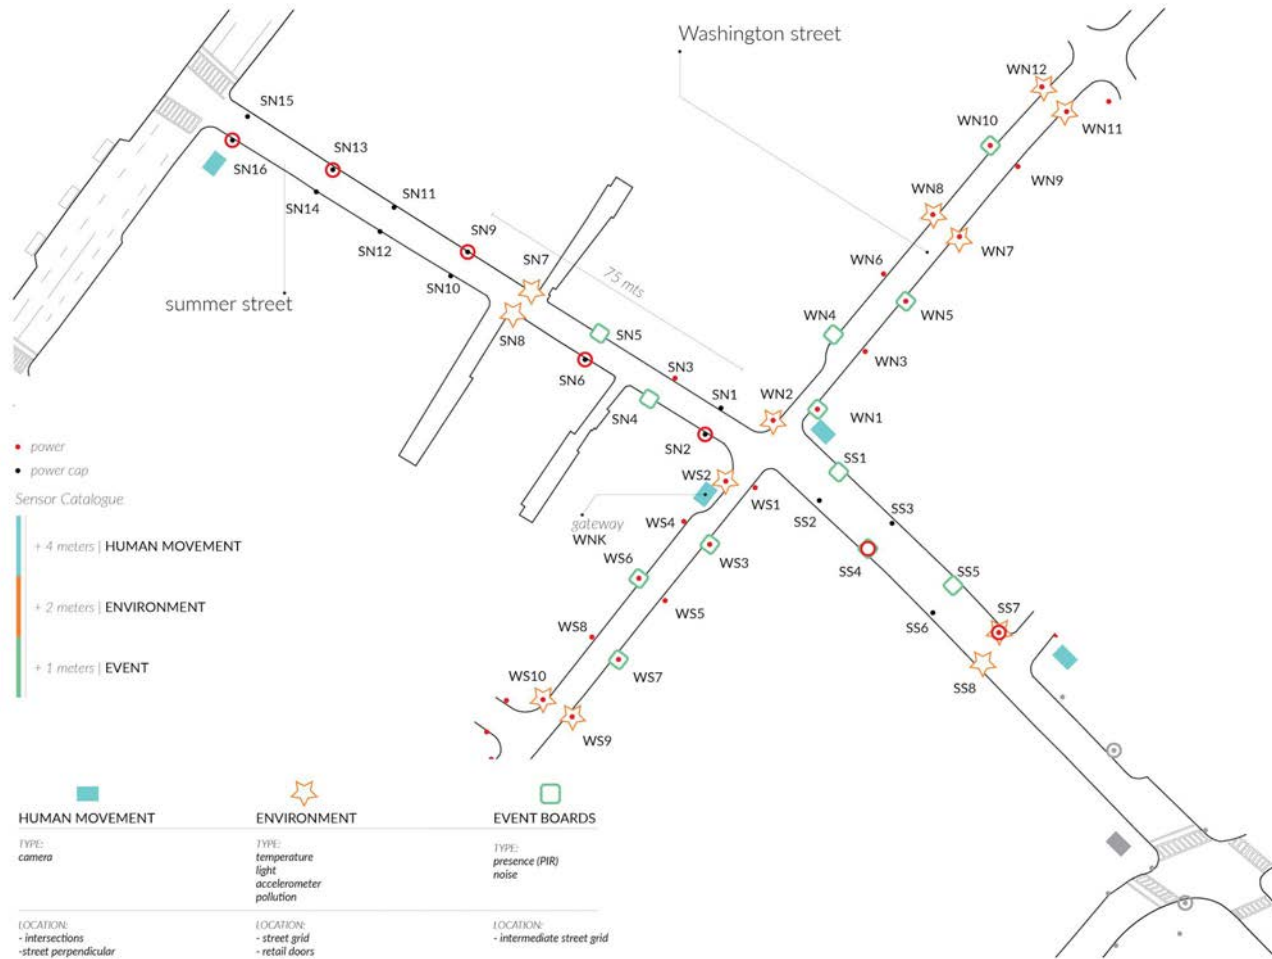 Washington street
WN12
SN15
WN11
WN10
SN13
SN16
WN9
WN8
SN11
SN14
SN9
SN12
WN7
SN7
WN6
75 mts
SN10
summer street
WN5
WN4
SN5
SN8
WN3
SN3
SN6
SN1
WN2
SN4
WN1
SN2
power
SS1
power cap
WS2
Sensor Catalogue
SS2
SS3
gateway
WS4
WS1
WNK
+ 4 meters | HUMAN MOVEMENT
WS6
WS3
SS4
SS5
+ 2 meters | ENVIRONMENT
WS5
SS7
WS8
SS6
+ 1 meters | EVENT
WS10
WS7
SS8
WS9
HUMAN MOVEMENT
ENVIRONMENT
EVENT BOARDS
TYPE:
camera
TYPE:
temperature
light
accelerometer
pollution
TYPE:
presence (PIR)
noise
LOCATION:
- intersections
-street perpendicular
LOCATION:
- street grid
- retail doors
LOCATION:
- intermediate street grid